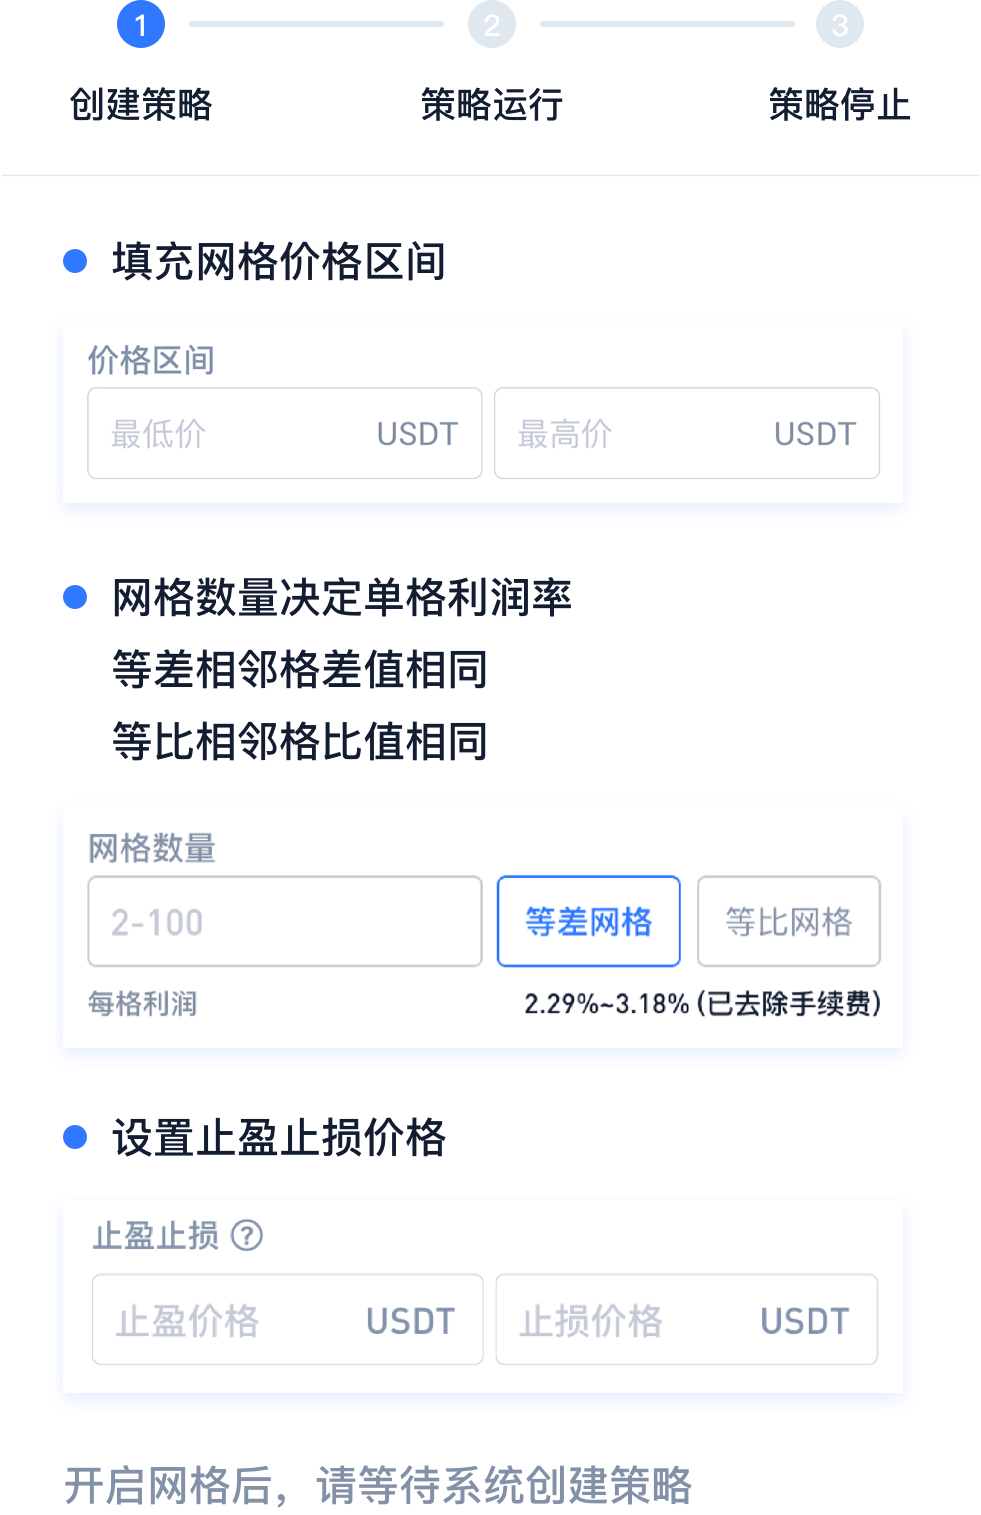 1 2 3
创建策略 策略运行 策略停止
填充网格价格区间
价格区间
最低价 USDT 最高价 USDT
网格数量决定单格利润率
等差相邻格差值相同
等比相邻格比值相同
网格数量
2-100 等差网格 等比网格
每格利润 2.29%~3.18% (已去除手续费)
设置止盈止损价格
止盈止损 ?
止盈价格 USDT 止损价格 USDT
开启网格后，请等待系统创建策略